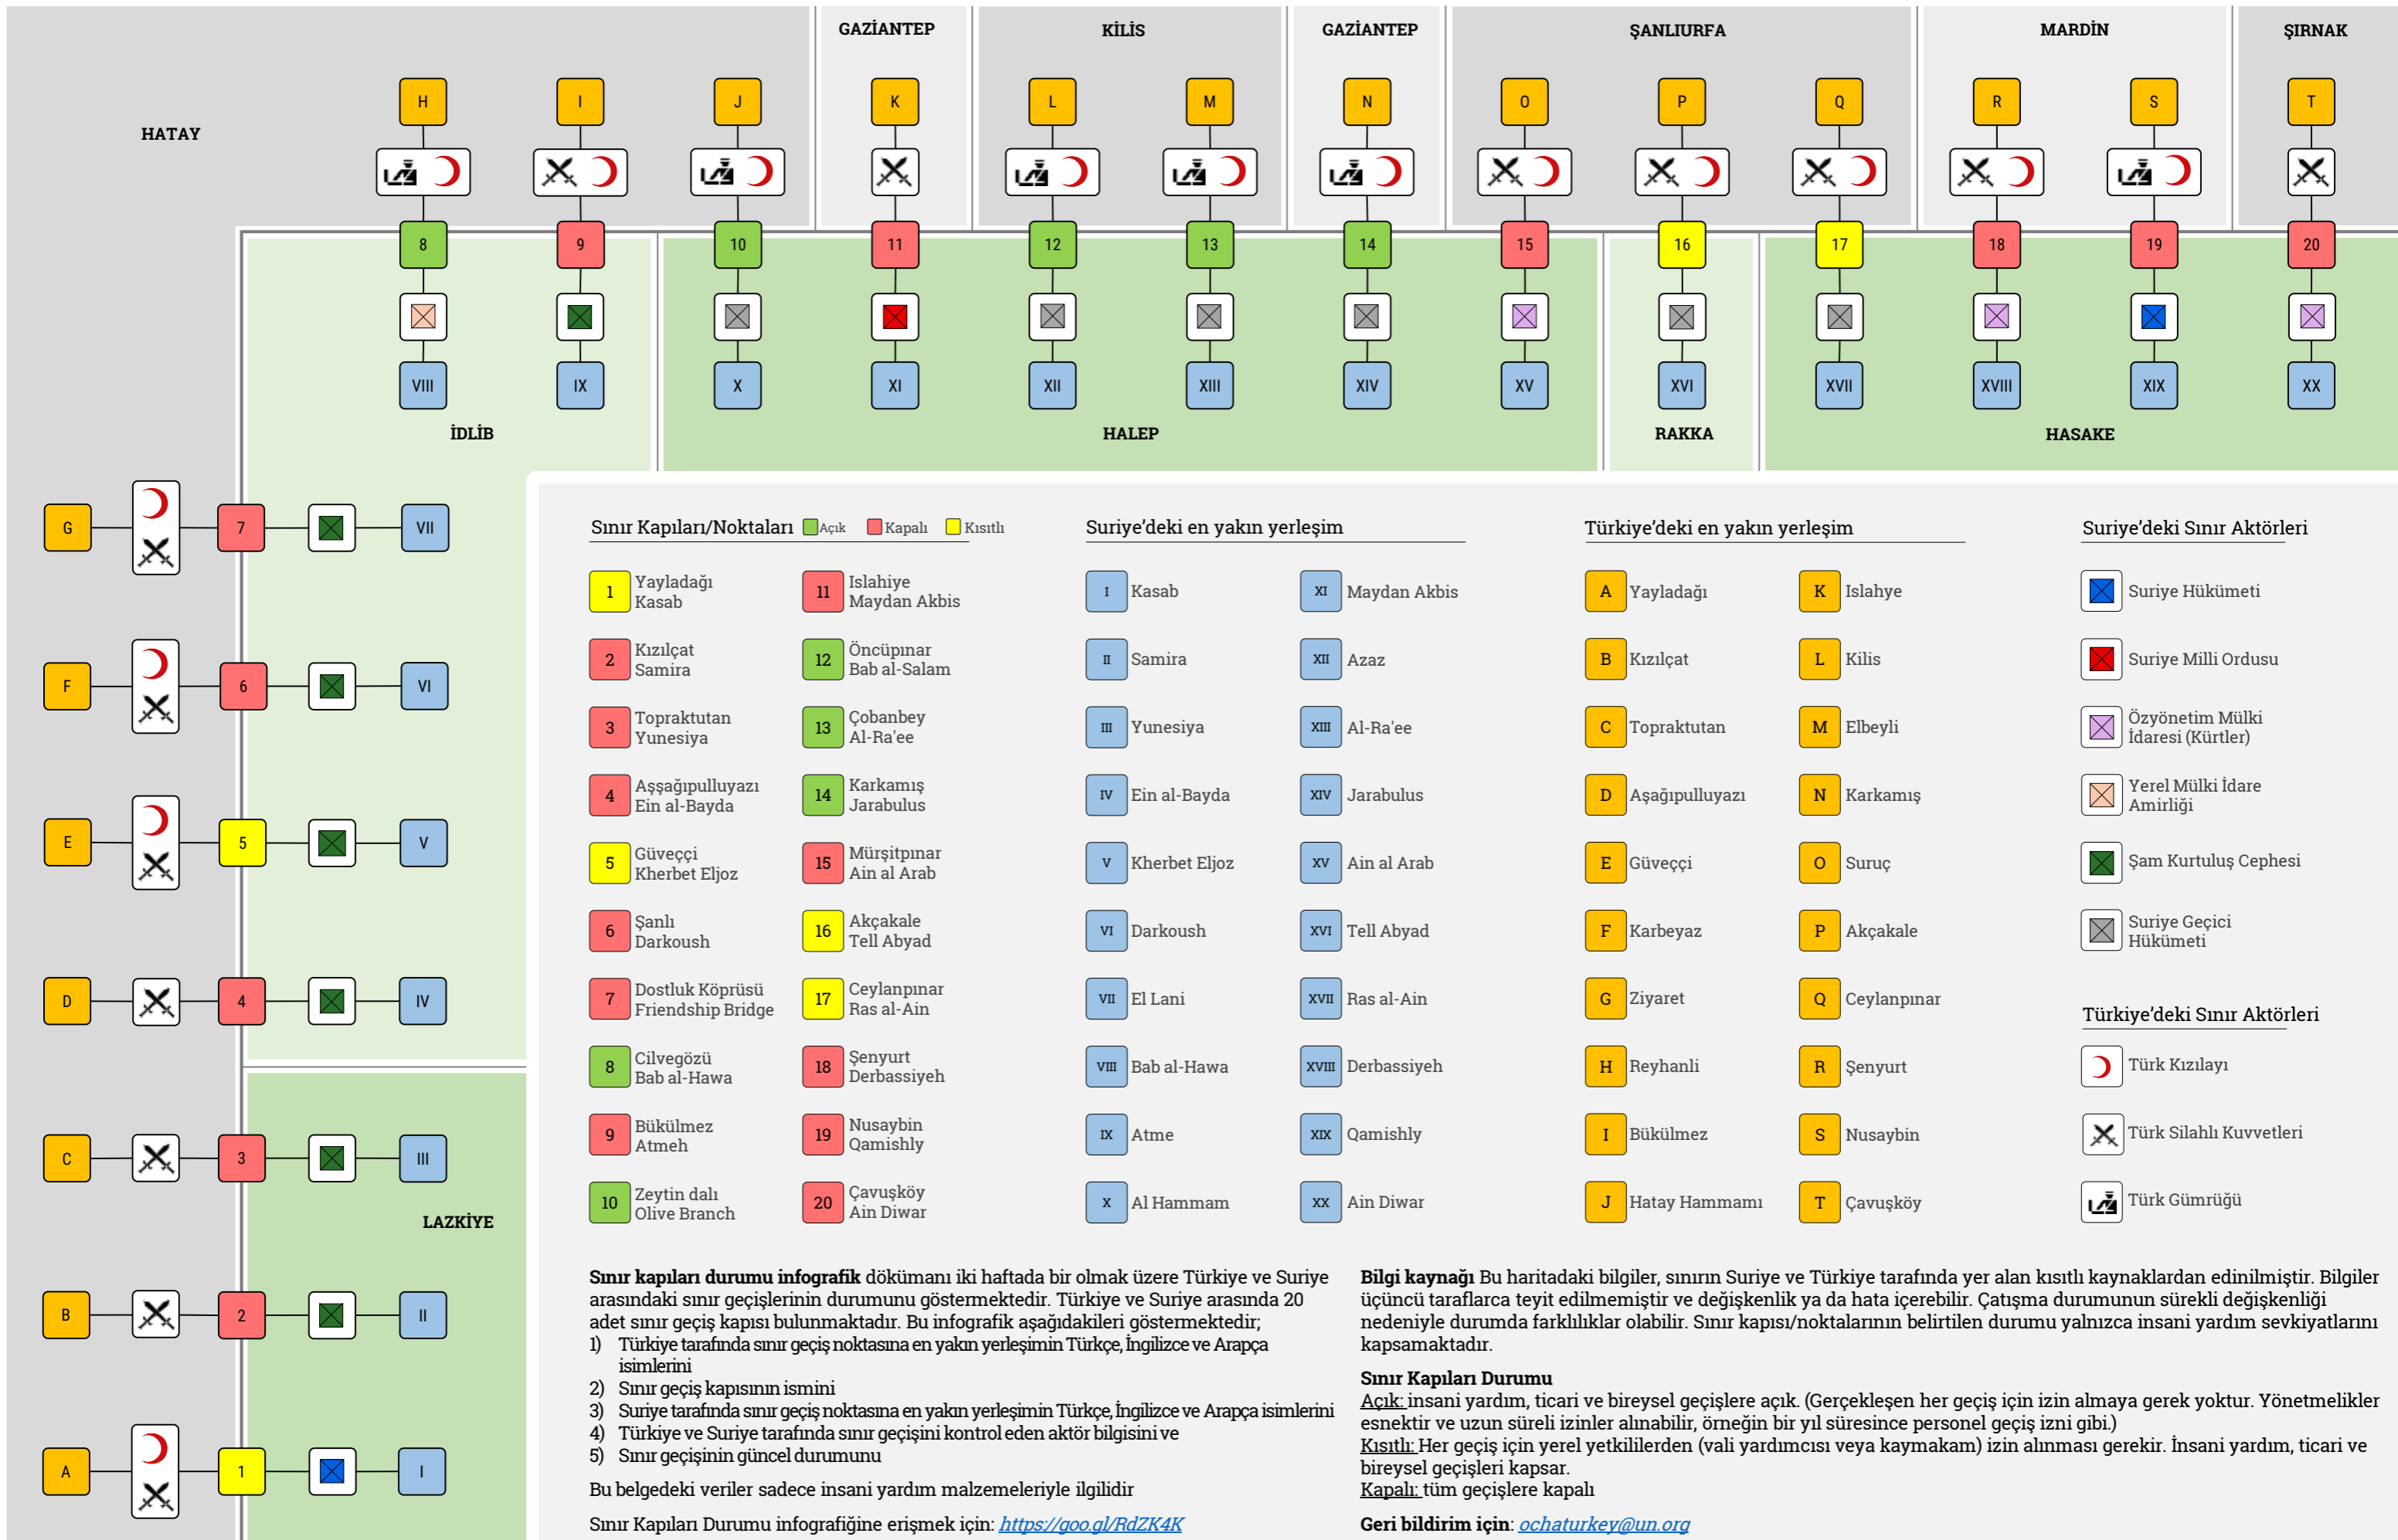 GAZİANTEP
KİLİS
GAZİANTEP
ŞANLIURFA
MARDİN
ŞIRNAK
HATAY
H
I
J
K
L
M
N
O
P
Q
R
S
T
8
9
10
11
12
13
14
15
16
17
18
19
20
VIII
IX
X
XI
XII
XIII
XIV
XV
XVI
XVII
XVIII
XIX
XX
İDLİB
HALEP
RAKKA
HASAKE
G
7
VII
F
6
VI
E
5
V
D
4
IV
C
3
III
LAZKİYE
B
2
II
A
1
I
Sınır Kapıları/Noktaları
Açık
Kapalı
Kısıtlı
1
Yayladağı
Kasab
2
Kızılçat
Samira
3
Topraktutan
Yunesiya
4
Aşşağıpulluyazı
Ein al-Bayda
5
Güveççi
Kherbet Eljoz
6
Şanlı
Darkoush
7
Dostluk Köprüsü
Friendship Bridge
8
Cilvegözü
Bab al-Hawa
9
Bükülmez
Atmeh
10
Zeytin dalı
Olive Branch
11
Islahiye
Maydan Akbis
12
Öncüpınar
Bab al-Salam
13
Çobanbey
Al-Ra'ee
14
Karkamış
Jarabulus
15
Mürşitpınar
Ain al Arab
16
Akçakale
Tell Abyad
17
Ceylanpınar
Ras al-Ain
18
Şenyurt
Derbassiyeh
19
Nusaybin
Qamishly
20
Çavuşköy
Ain Diwar
Suriye’deki en yakın yerleşim
I Kasab
II Samira
III Yunesiya
IV Ein al-Bayda
V Kherbet Eljoz
VI Darkoush
VII El Lani
VIII Bab al-Hawa
IX Atme
X Al Hammam
XI Maydan Akbis
XII Azaz
XIII Al-Ra'ee
XIV Jarabulus
XV Ain al Arab
XVI Tell Abyad
XVII Ras al-Ain
XVIII Derbassiyeh
XIX Qamishly
XX Ain Diwar
Türkiye’deki en yakın yerleşim
A Yayladağı
B Kızılçat
C Topraktutan
D Aşağıpulluyazı
E Güveççi
F Karbeyaz
G Ziyaret
H Reyhanli
I Bükülmez
J Hatay Hammamı
K Islahye
L Kilis
M Elbeyli
N Karkamış
O Suruç
P Akçakale
Q Ceylanpınar
R Şenyurt
S Nusaybin
T Çavuşköy
Suriye’deki Sınır Aktörleri
Suriye Hükümeti
Suriye Milli Ordusu
Özyönetim Mülki
İdaresi (Kürtler)
Yerel Mülki İdare
Amirliği
Şam Kurtuluş Cephesi
Suriye Geçici
Hükümeti
Türkiye’deki Sınır Aktörleri
Türk Kızılayı
Türk Silahlı Kuvvetleri
Türk Gümrüğü
Sınır kapıları durumu infografik dökümanı iki haftada bir olmak üzere Türkiye ve Suriye
arasındaki sınır geçişlerinin durumunu göstermektedir. Türkiye ve Suriye arasında 20
adet sınır geçiş kapısı bulunmaktadır. Bu infografik aşağıdakileri göstermektedir;
1) Türkiye tarafında sınır geçiş noktasına en yakın yerleşimin Türkçe, İngilizce ve Arapça
isimlerini
2) Sınır geçiş kapısının ismini
3) Suriye tarafında sınır geçiş noktasına en yakın yerleşimin Türkçe, İngilizce ve Arapça isimlerini
4) Türkiye ve Suriye tarafında sınır geçişini kontrol eden aktör bilgisini ve
5) Sınır geçişinin güncel durumunu
Bu belgedeki veriler sadece insani yardım malzemeleriyle ilgilidir
Sınır Kapıları Durumu infografiğine erişmek için: https://goo.gl/RdZK4K
Bilgi kaynağı Bu haritadaki bilgiler, sınırın Suriye ve Türkiye tarafında yer alan kısıtlı kaynaklardan edinilmiştir. Bilgiler
üçüncü taraflarca teyit edilmemiştir ve değişkenlik ya da hata içerebilir. Çatışma durumunun sürekli değişkenliği
nedeniyle durumda farklılıklar olabilir. Sınır kapısı/noktalarının belirtilen durumu yalnızca insani yardım sevkiyatlarını
kapsamaktadır.
Sınır Kapıları Durumu
Açık: insani yardım, ticari ve bireysel geçişlere açık. (Gerçekleşen her geçiş için izin almaya gerek yoktur. Yönetmelikler
esnektir ve uzun süreli izinler alınabilir, örneğin bir yıl süresince personel geçiş izni gibi.)
Kısıtlı: Her geçiş için yerel yetkililerden (vali yardımcısı veya kaymakam) izin alınması gerekir. İnsani yardım, ticari ve
bireysel geçişleri kapsar.
Kapalı: tüm geçişlere kapalı
Geri bildirim için: ochaturkey@un.org